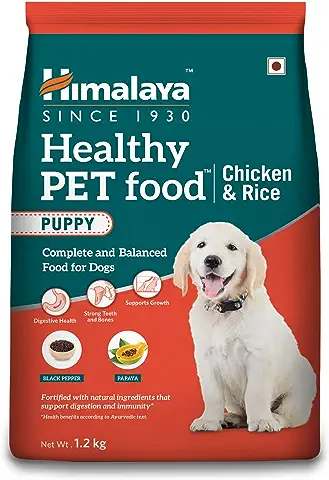 Himalaya™
SINCE 1930
Healthy
PET food™
Chicken
& Rice
PUPPY
Complete and Balanced
Food for Dogs
Digestive Health
Strong Teeth
and Bones
Supports Growth
BLACK PEPPER
PAPAYA
Fortified with natural ingredients that
support digestion and immunity*
*Health benefits according to Ayurvedic text.
Net Wt. 1.2 kg